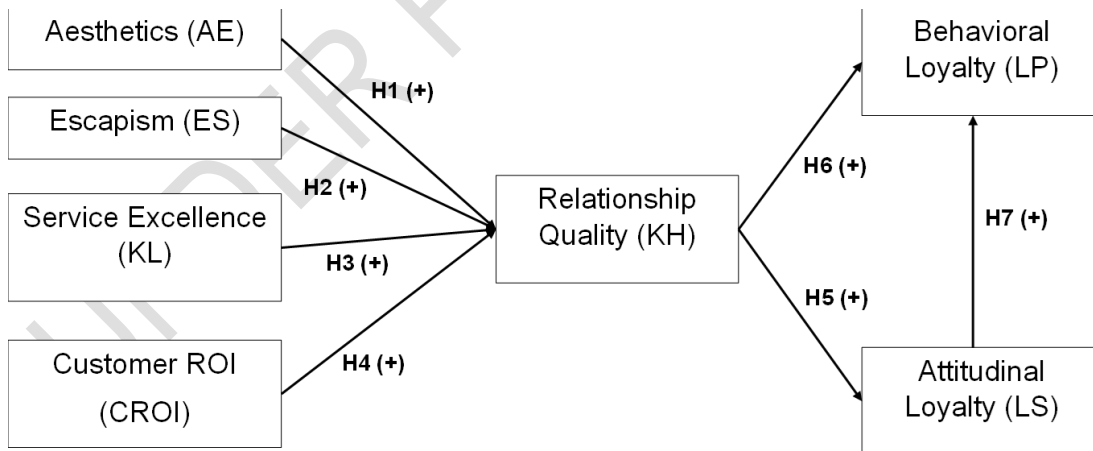 Aesthetics (AE)
Escapism (ES)
Service Excellence
(KL)
Customer ROI
(CROI)
H1 (+)
H2 (+)
H3 (+)
H4 (+)
Relationship
Quality (KH)
H6 (+)
H5 (+)
Behavioral
Loyalty (LP)
H7 (+)
Attitudinal
Loyalty (LS)